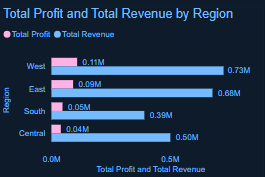 Total Profit and Total Revenue by Region
Total Profit Total Revenue
West 0.11M
0.73M
East 0.09M
0.68M
South 0.05M
0.39M
Central 0.04M
0.50M
Region
0.0M 0.5M
Total Profit and Total Revenue